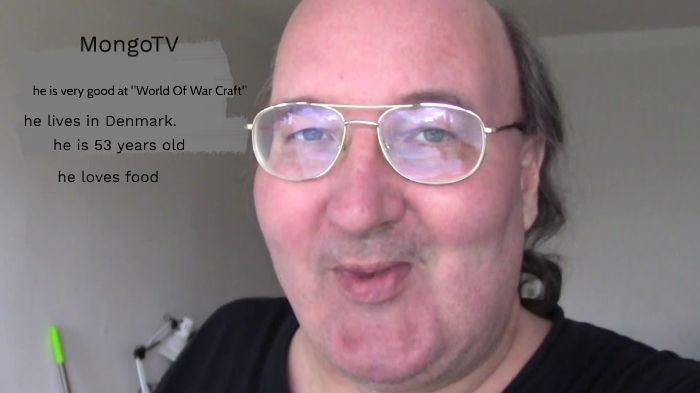 MongoTV
he is very good at "World Of War Craft"
he lives in Denmark.
he is 53 years old
he loves food